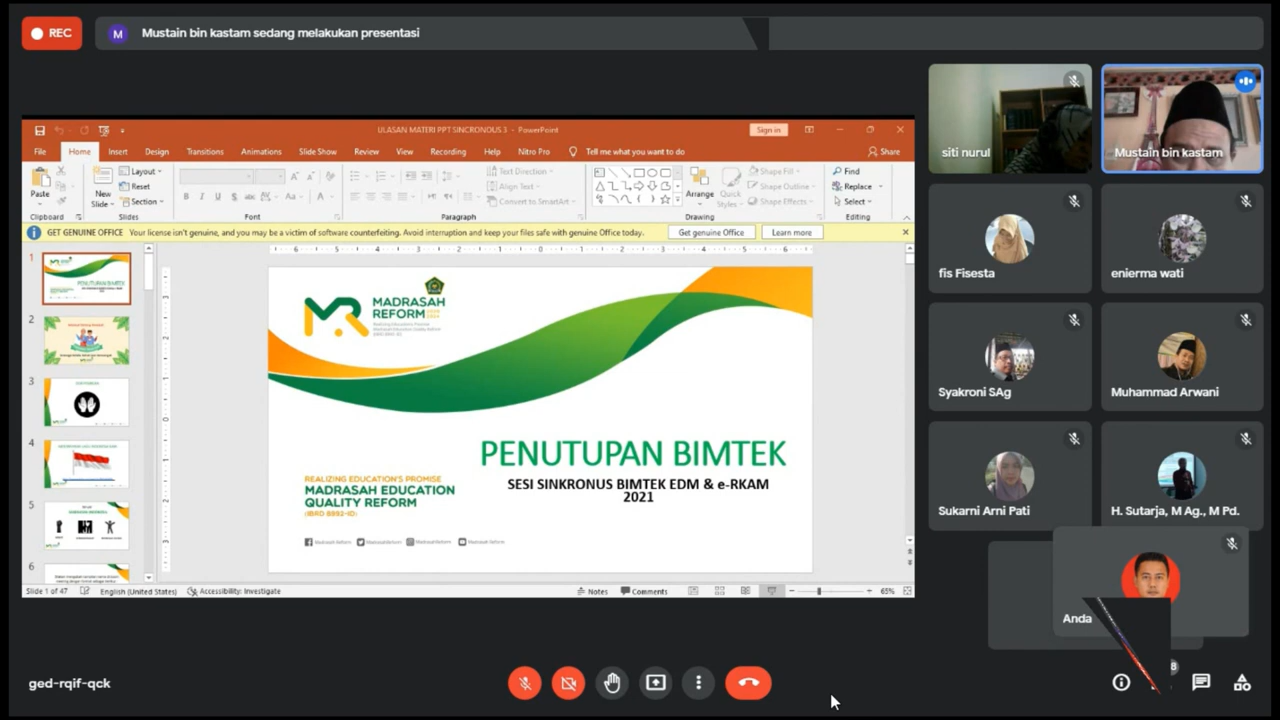 REC
M
Mustain bin kastam sedang melakukan presentasi
ULASAN MATERI PPT SINCRONOUS 3 - PowerPoint
Sign in
File Home Insert Design Transitions Animations Slide Show Review View Recording Help Nitro Pro Tell me what you want to do Share
Paste
New
Slide
Layout
Reset
Section
Text Direction
Align Text
Convert to SmartArt
Arrange
Quick
Styles
Shape Fill
Shape Outline
Shape Effects
Find
Replace
Select
Clipboard Slides Font Paragraph Drawing Editing
GET GENUINE OFFICE Your license isn't genuine, and you may be a victim of software counterfeiting. Avoid interruption and keep your files safe with genuine Office today. Get genuine Office Learn more
1
2
3
4
5
6
MADRASAH
REFORM
PENUTUPAN BIMTEK
SESI SINKRONUS BIMTEK EDM & e-RKAM
2021
REALIZING EDUCATION'S PROMISE
MADRASAH EDUCATION
QUALITY REFORM
(IBRD 8992-ID)
Slide 1 of 47 English (United States) Accessibility: Investigate Notes Comments 65%
siti nurul
Mustain bin kastam
fis Fisesta
enierma wati
Syakroni SAg
Muhammad Arwani
Sukarni Arni Pati
H. Sutarja, M Ag., M Pd.
Anda
ged-rqif-qck